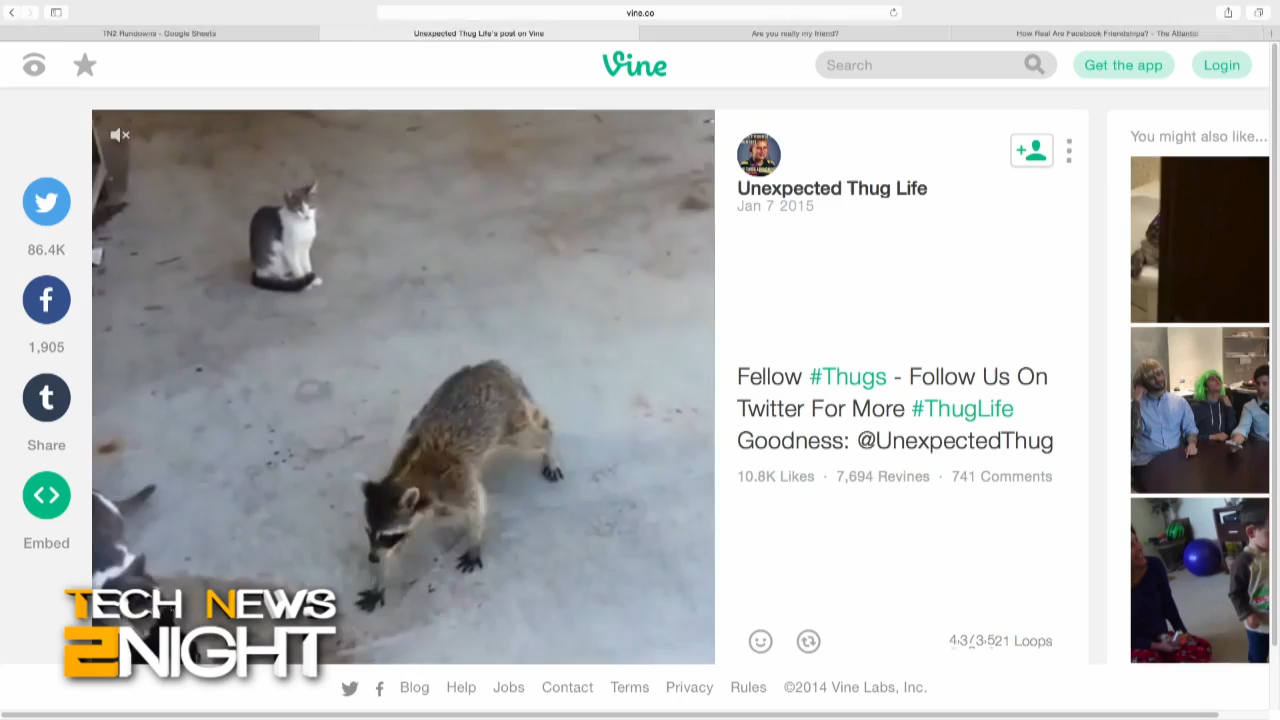 vine.co
TN2 Rundowns - Google Sheets
Unexpected Thug Life's post on Vine
Are you really my friend?
How Real Are Facebook Friendships? - The Atlantic
Vine
Search
Get the app
Login
You might also like...
Unexpected Thug Life
Jan 7 2015
86.4K
1,905
Share
Embed
Fellow #Thugs - Follow Us On
Twitter For More #ThugLife
Goodness: @UnexpectedThug
10.8K Likes · 7,694 Revines · 741 Comments
Loops
TECH NEWS
2NIGHT
Blog Help Jobs Contact Terms Privacy Rules ©2014 Vine Labs, Inc.